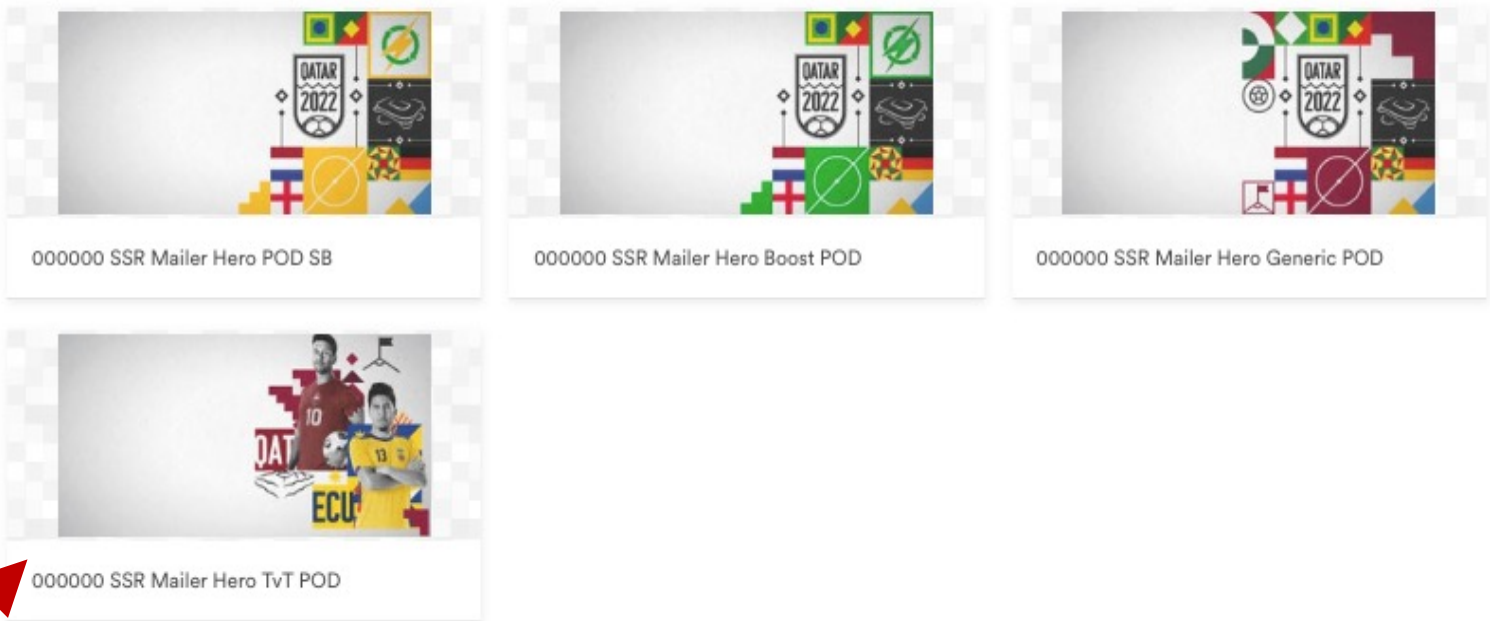 QATAR
2022
000000 SSR Mailer Hero POD SB
QATAR
2022
000000 SSR Mailer Hero Boost POD
QATAR
2022
000000 SSR Mailer Hero Generic POD
10
QAT
13
ECU
000000 SSR Mailer Hero TvT POD